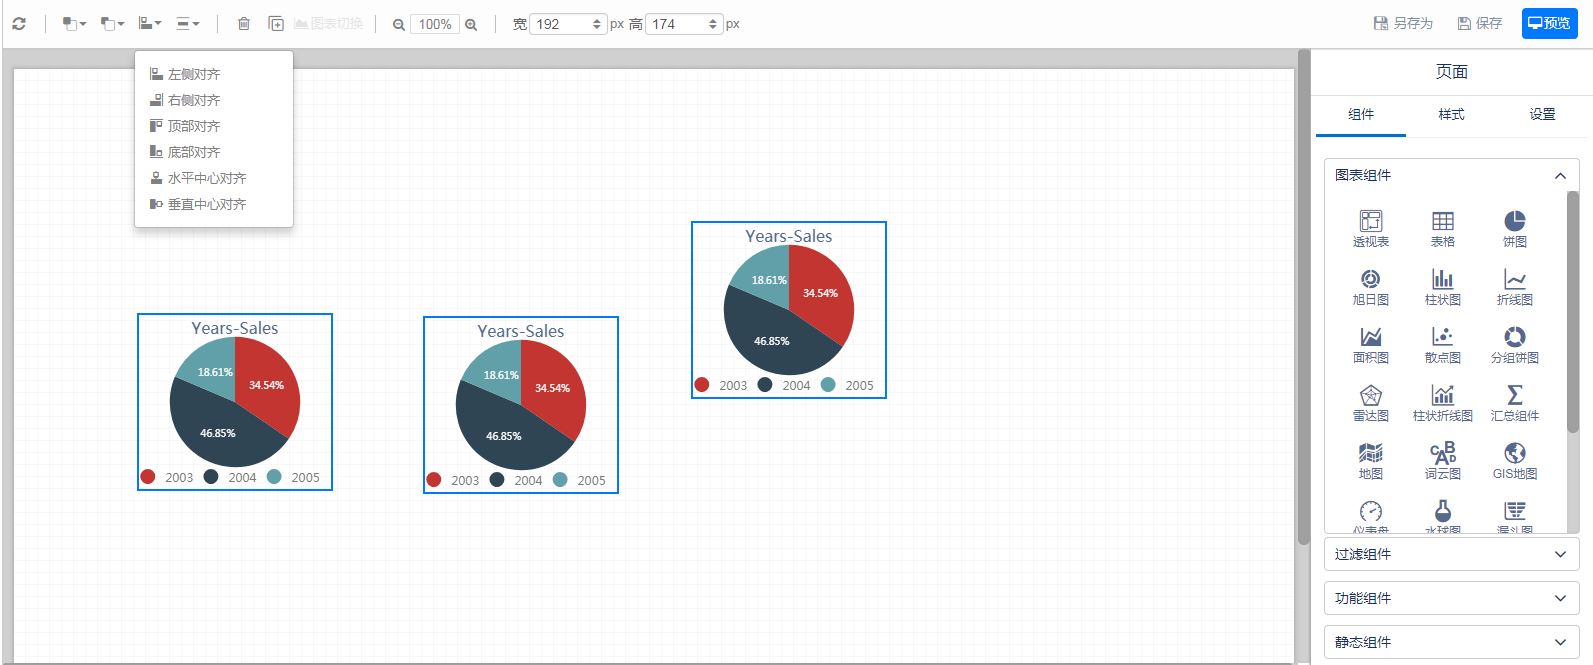 图表切换
100%
宽 192 px 高 174 px
另存为
保存
预览
左侧对齐
右侧对齐
顶部对齐
底部对齐
水平中心对齐
垂直中心对齐
Years-Sales
18.61%
34.54%
46.85%
2003 2004 2005
Years-Sales
18.61%
34.54%
46.85%
2003 2004 2005
Years-Sales
18.61%
34.54%
46.85%
2003 2004 2005
页面
组件 样式 设置
图表组件
透视表 表格 饼图
旭日图 柱状图 折线图
面积图 散点图 分组饼图
雷达图 柱状折线图 汇总组件
地图 词云图 GIS地图
仪表盘 水球图 漏斗图
过滤组件
功能组件
静态组件